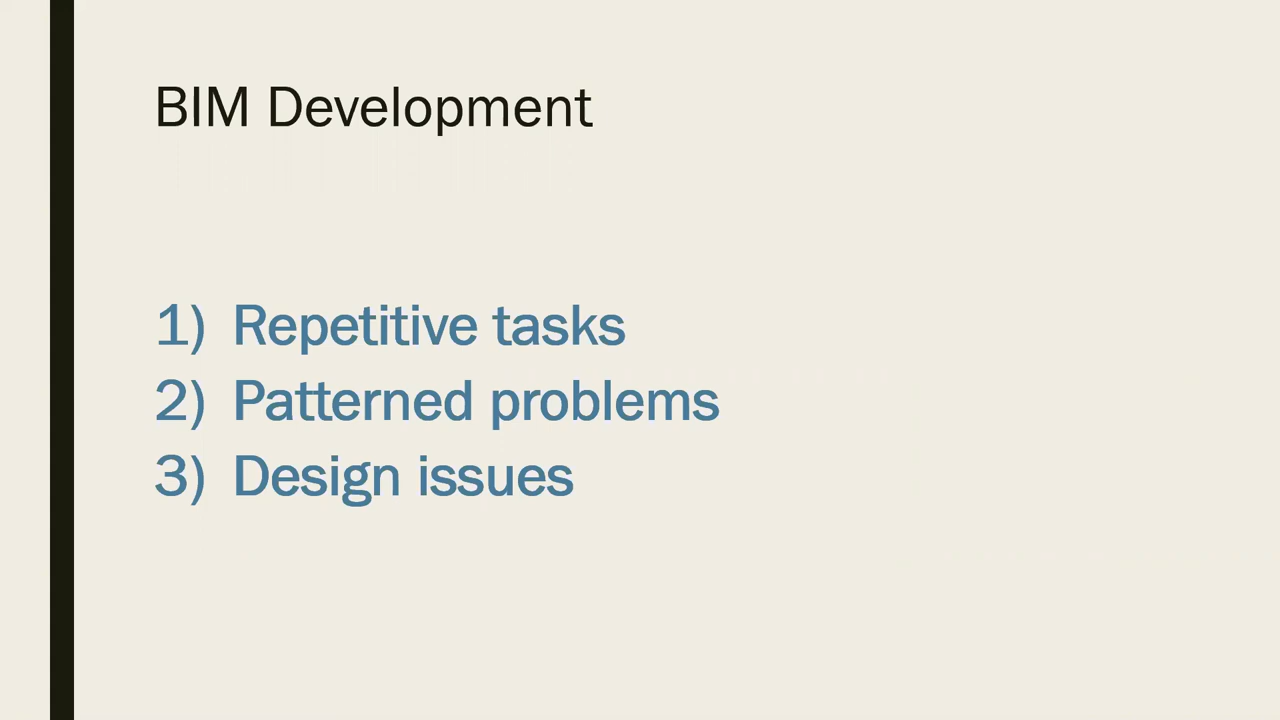 BIM Development
1) Repetitive tasks
2) Patterned problems
3) Design issues